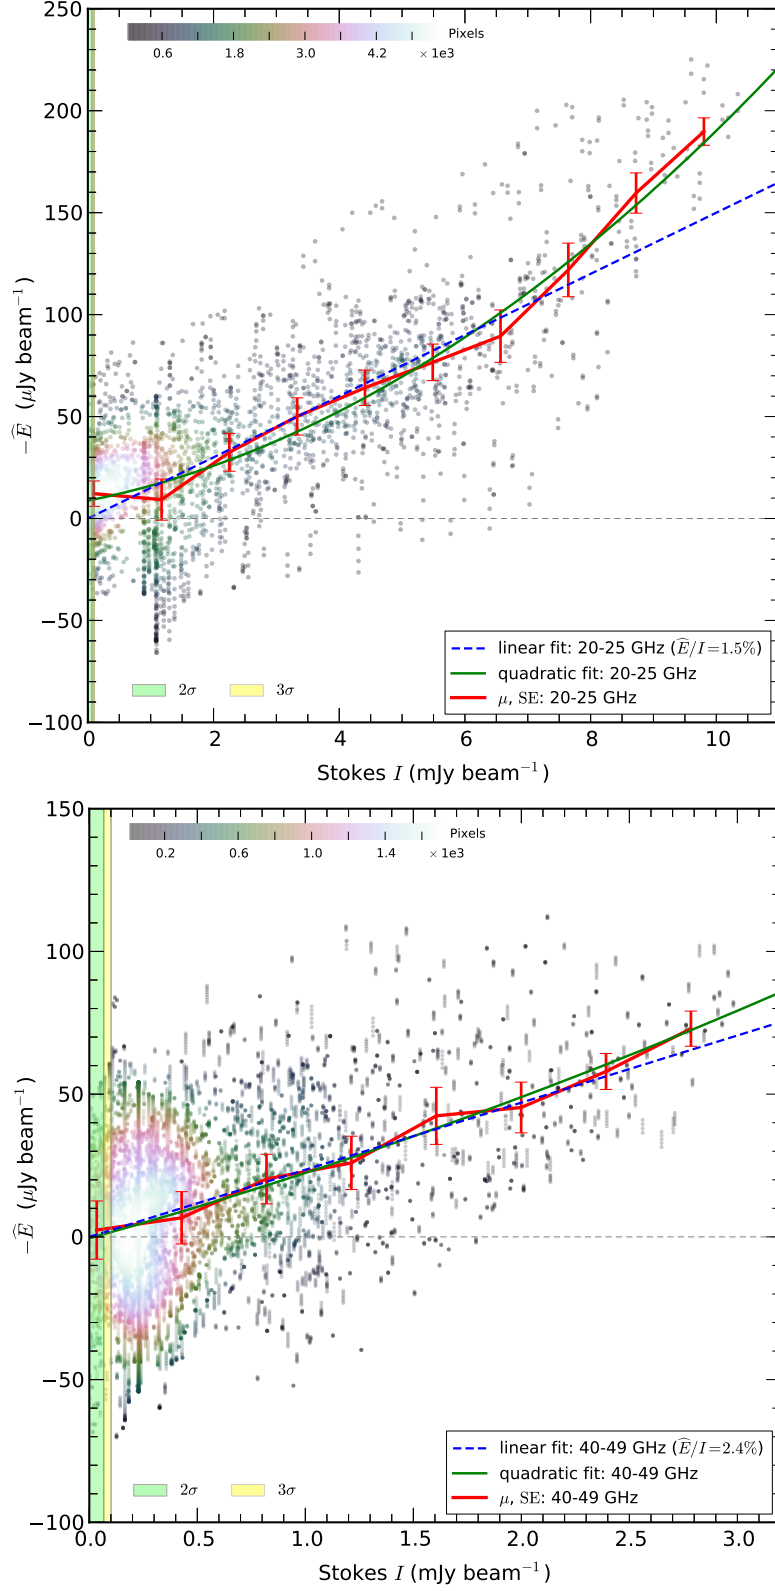 250
200
150
100
50
0
−50
−100
−Ê (μJy beam⁻¹)
Pixels
0.6 1.8 3.0 4.2 × 1e3
linear fit: 20-25 GHz (Ê/I=1.5%)
quadratic fit: 20-25 GHz
μ, SE: 20-25 GHz
2σ 3σ
0 2 4 6 8 10
Stokes I (mJy beam⁻¹)
150
100
50
0
−50
−100
−Ê (μJy beam⁻¹)
Pixels
0.2 0.6 1.0 1.4 × 1e3
linear fit: 40-49 GHz (Ê/I=2.4%)
quadratic fit: 40-49 GHz
μ, SE: 40-49 GHz
2σ 3σ
0.0 0.5 1.0 1.5 2.0 2.5 3.0
Stokes I (mJy beam⁻¹)